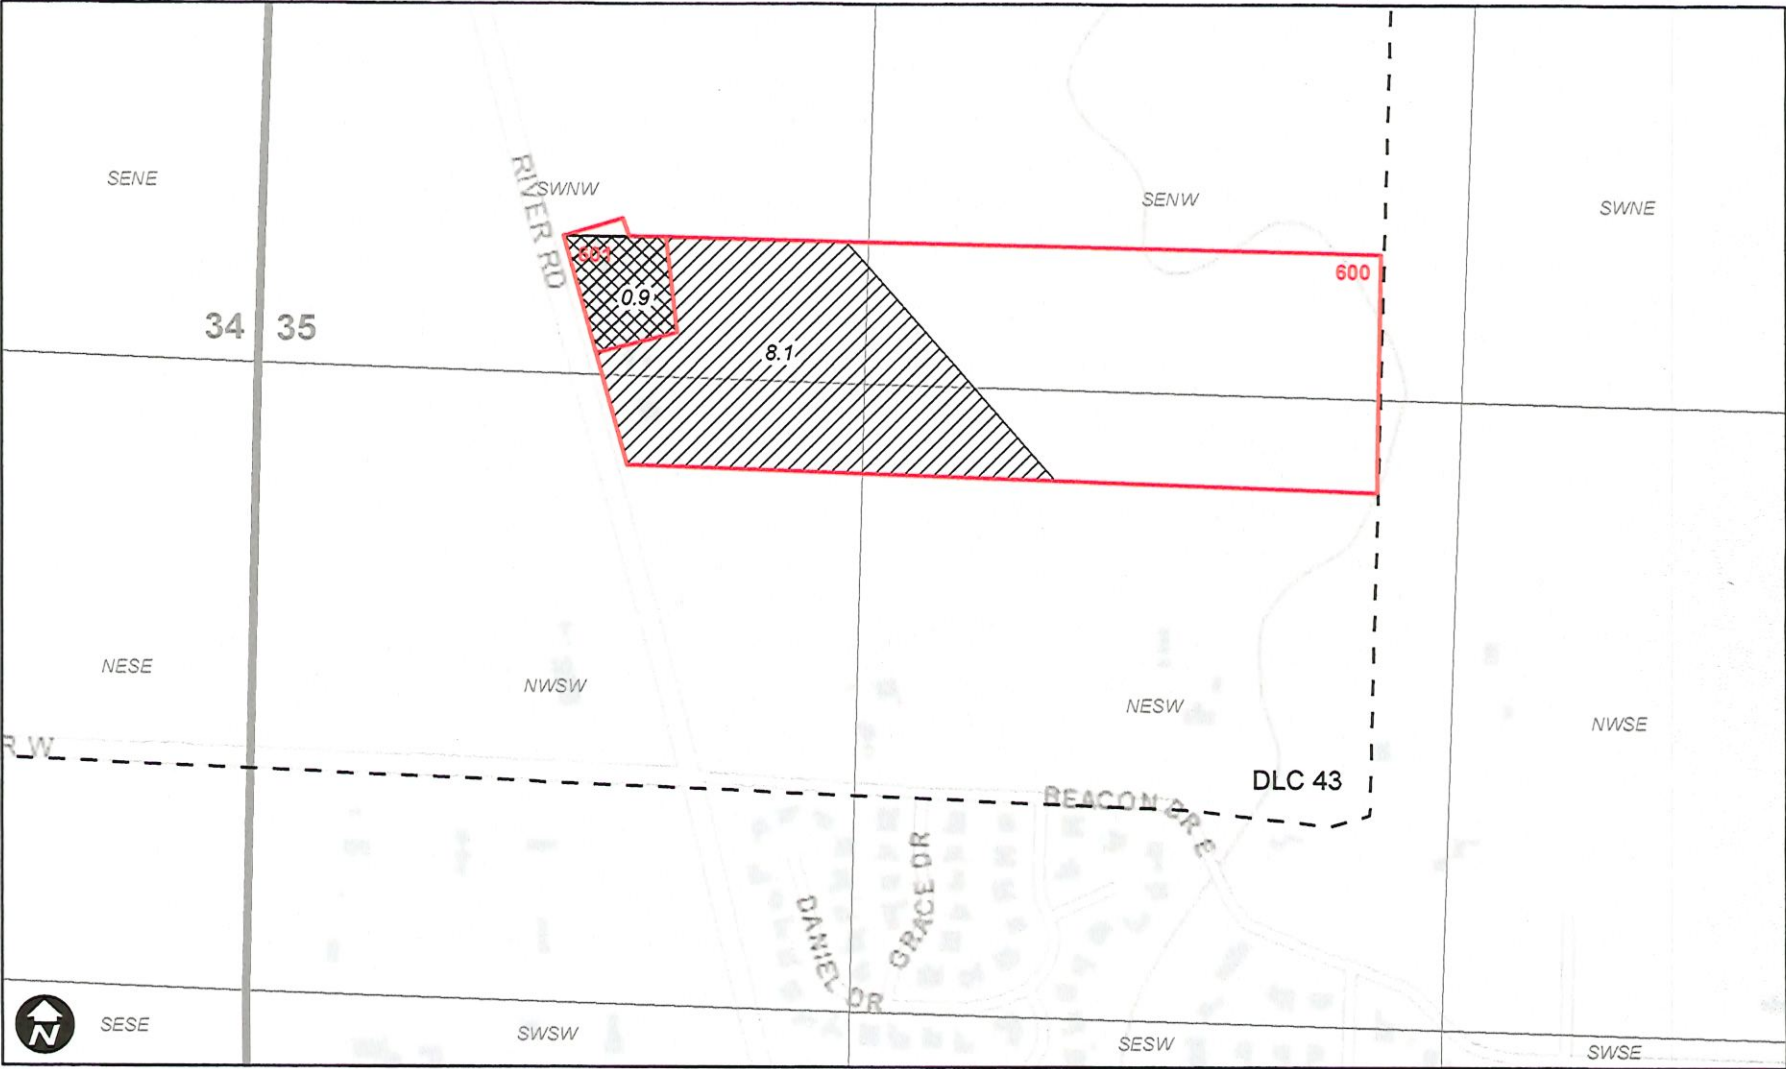 SENE
SWNW
SENW
SWNE
RIVER RD
601
600
0.9
34
35
8.1
NESE
NWSW
NESW
NWSE
R W
DLC 43
BEACON DR E
GRACE DR
DANIEL DR
N
SESE
SWSW
SESW
SWSE